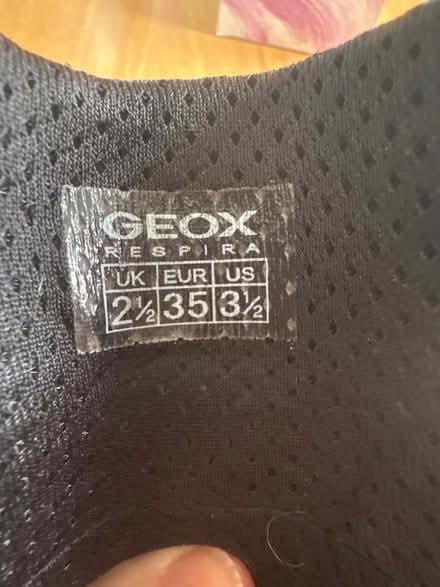 GEOX
RESPIRA
UK EUR US
2½ 35 3½